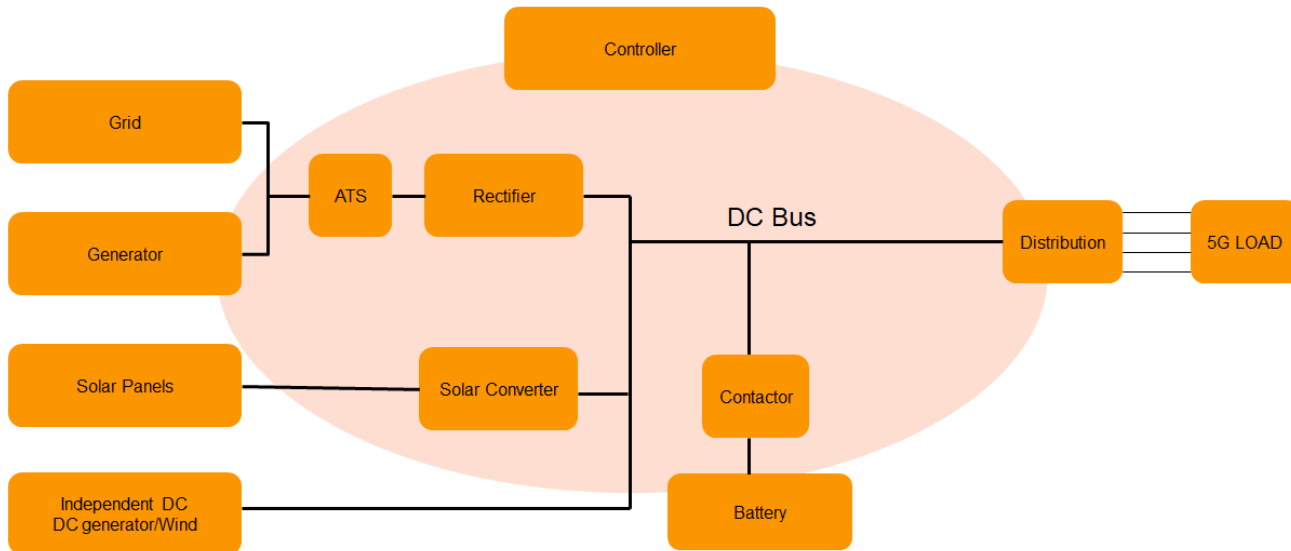 Controller
Grid
ATS
Rectifier
Generator
DC Bus
Distribution
5G LOAD
Solar Panels
Solar Converter
Contactor
Independent DC
DC generator/Wind
Battery